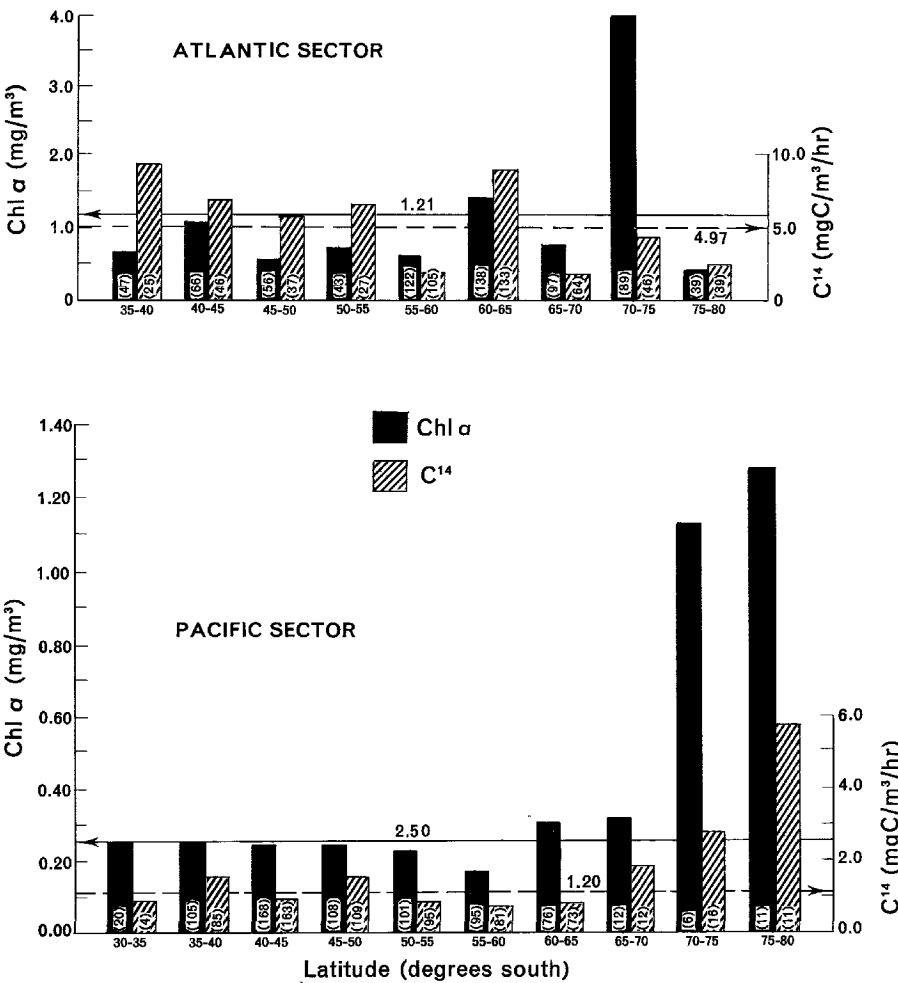 ATLANTIC SECTOR
4.0
3.0
2.0
1.0
0
Chl a (mg/m³)
1.21
4.97
10.0
5.0
0
C¹⁴ (mgC/m³/hr)
(47) (25) (66) (46) (56) (37) (43) (27) (122) (105) (138) (133) (97) (64) (89) (46) (39) (39)
35-40 40-45 45-50 50-55 55-60 60-65 65-70 70-75 75-80
Chl a
C¹⁴
PACIFIC SECTOR
1.40
1.20
1.00
0.80
0.60
0.40
0.20
0.00
Chl a (mg/m³)
2.50
1.20
6.0
4.0
2.0
0.0
C¹⁴ (mgC/m³/hr)
(20) (4) (105) (85) (168) (163) (108) (109) (101) (95) (95) (81) (76) (73) (12) (12) (6) (16) (11) (11)
30-35 35-40 40-45 45-50 50-55 55-60 60-65 65-70 70-75 75-80
Latitude (degrees south)